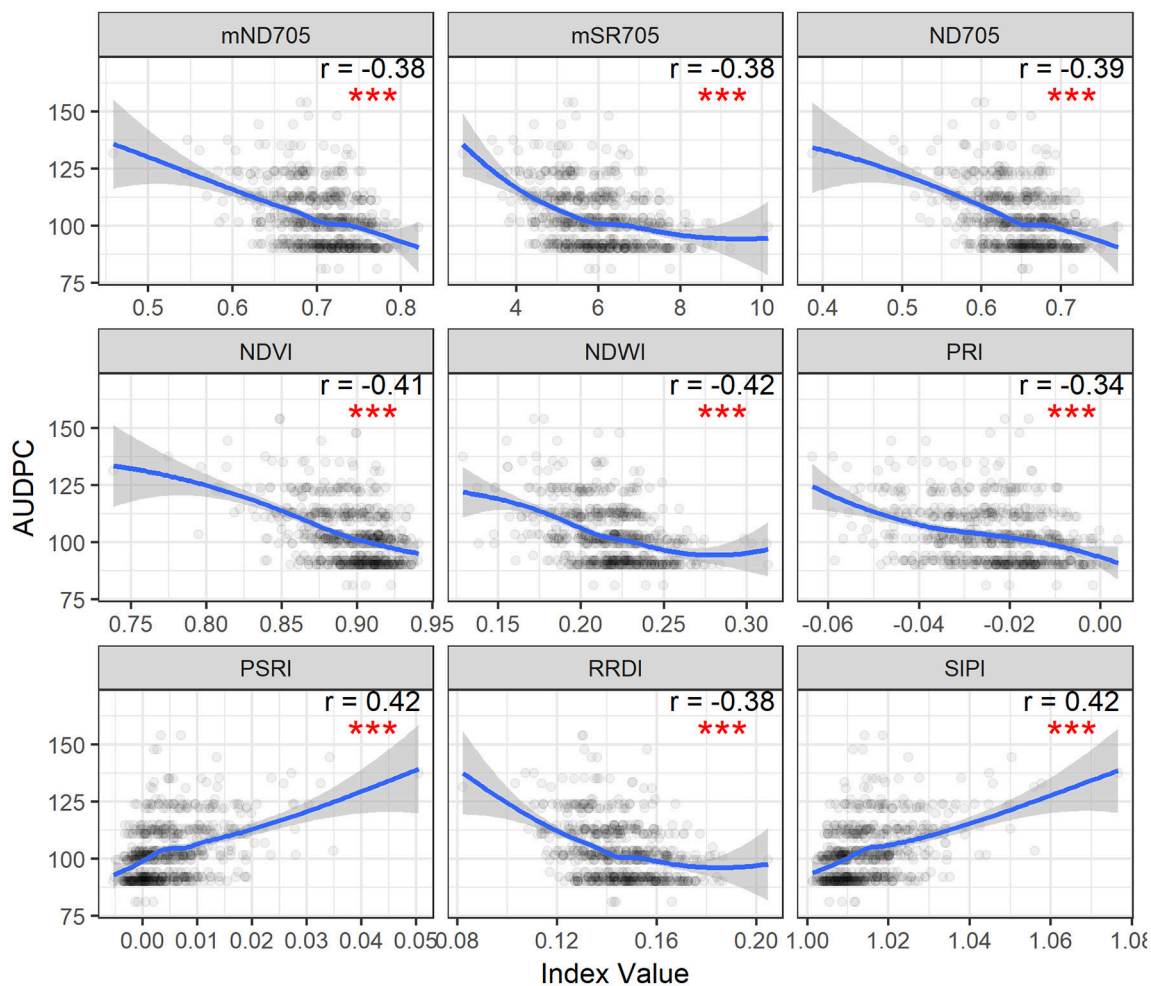 mND705 mSR705 ND705
r = -0.38 r = -0.38 r = -0.39
*** *** ***
150
125
100
75
0.5 0.6 0.7 0.8 4 6 8 10 0.4 0.5 0.6 0.7
NDVI NDWI PRI
r = -0.41 r = -0.42 r = -0.34
*** *** ***
150
125
100
75
AUDPC
0.75 0.80 0.85 0.90 0.95 0.15 0.20 0.25 0.30 -0.06 -0.04 -0.02 0.00
PSRI RRDI SIPI
r = 0.42 r = -0.38 r = 0.42
*** *** ***
150
125
100
75
0.00 0.01 0.02 0.03 0.04 0.05 0.08 0.12 0.16 0.20 1.00 1.02 1.04 1.06
Index Value